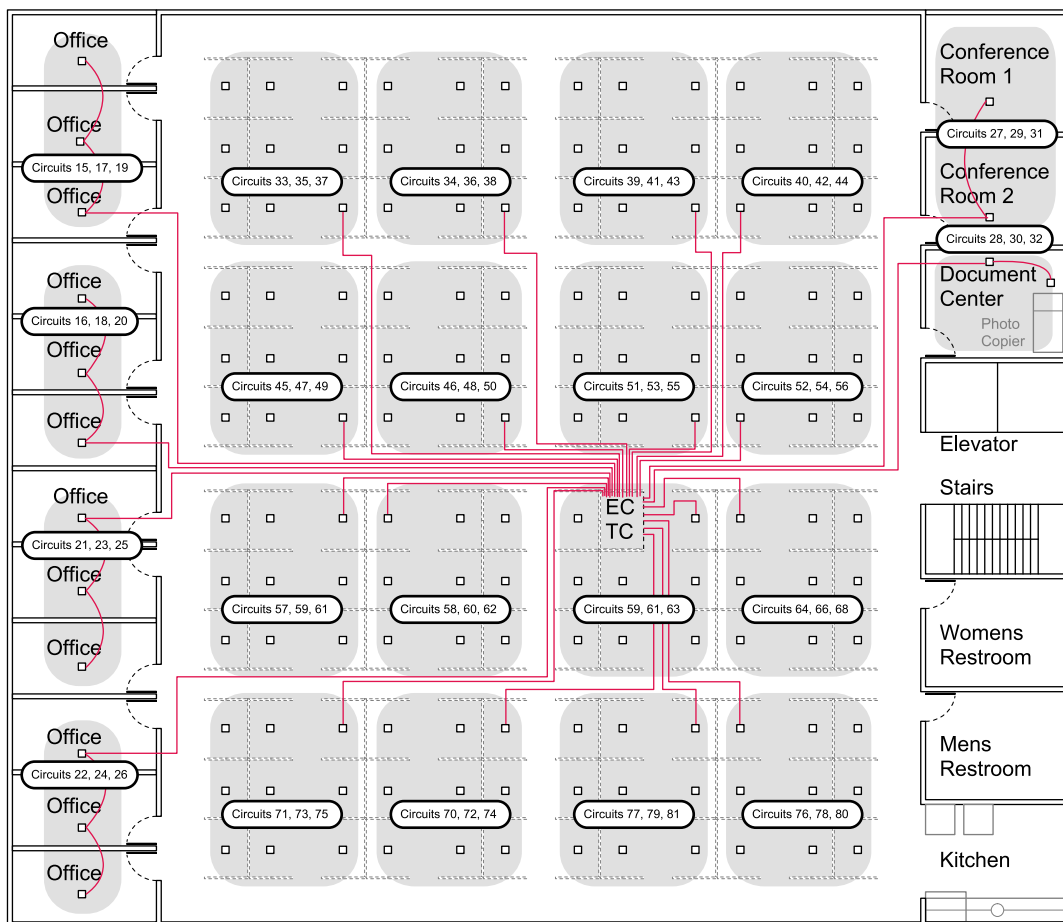 Office
Office
Circuits 15, 17, 19
Office
Office
Circuits 16, 18, 20
Office
Office
Office
Circuits 21, 23, 25
Office
Office
Office
Circuits 22, 24, 26
Office
Office
Circuits 33, 35, 37
Circuits 34, 36, 38
Circuits 39, 41, 43
Circuits 40, 42, 44
Circuits 45, 47, 49
Circuits 46, 48, 50
Circuits 51, 53, 55
Circuits 52, 54, 56
EC
TC
Circuits 57, 59, 61
Circuits 58, 60, 62
Circuits 59, 61, 63
Circuits 64, 66, 68
Circuits 71, 73, 75
Circuits 70, 72, 74
Circuits 77, 79, 81
Circuits 76, 78, 80
Conference
Room 1
Circuits 27, 29, 31
Conference
Room 2
Circuits 28, 30, 32
Document
Center
Photo
Copier
Elevator
Stairs
Womens
Restroom
Mens
Restroom
Kitchen